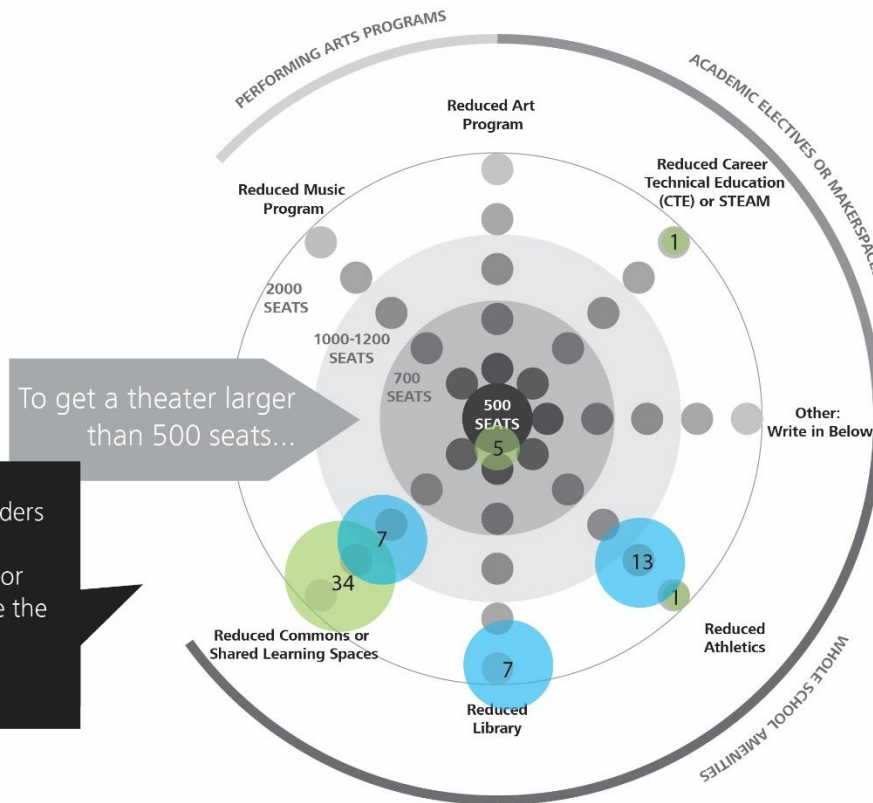 PERFORMING ARTS PROGRAMS
ACADEMIC ELECTIVES OR MAKERSPACE
Reduced Art
Program
Reduced Career
Technical Education
(CTE) or STEAM
1
Reduced Music
Program
2000
SEATS
1000-1200
SEATS
700
SEATS
500
SEATS
5
To get a theater larger
than 500 seats...
Other:
Write in Below
ders
or
e the
7
34
13
1
7
Reduced Commons or
Shared Learning Spaces
Reduced
Library
Reduced
Athletics
WHOLE SCHOOL AMENITIES